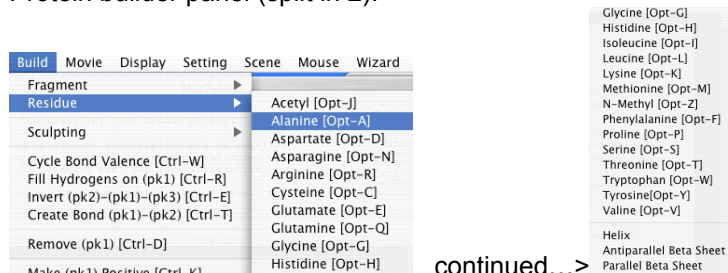 Protein builder panel (split in 2):
Build Movie Display Setting Scene Mouse Wizard
Fragment
Residue
Sculpting
Cycle Bond Valence [Ctrl-W]
Fill Hydrogens on (pk1) [Ctrl-R]
Invert (pk2)-(pk1)-(pk3) [Ctrl-E]
Create Bond (pk1)-(pk2) [Ctrl-T]
Remove (pk1) [Ctrl-D]
Make (pk1) Positive [Ctrl-K]
Acetyl [Opt-J]
Alanine [Opt-A]
Aspartate [Opt-D]
Asparagine [Opt-N]
Arginine [Opt-R]
Cysteine [Opt-C]
Glutamate [Opt-E]
Glutamine [Opt-Q]
Glycine [Opt-G]
Histidine [Opt-H]
continued...>
Glycine [Opt-G]
Histidine [Opt-H]
Isoleucine [Opt-I]
Leucine [Opt-L]
Lysine [Opt-K]
Methionine [Opt-M]
N-Methyl [Opt-Z]
Phenylalanine [Opt-F]
Proline [Opt-P]
Serine [Opt-S]
Threonine [Opt-T]
Tryptophan [Opt-W]
Tyrosine[Opt-Y]
Valine [Opt-V]
Helix
Antiparallel Beta Sheet
Parallel Beta Sheet